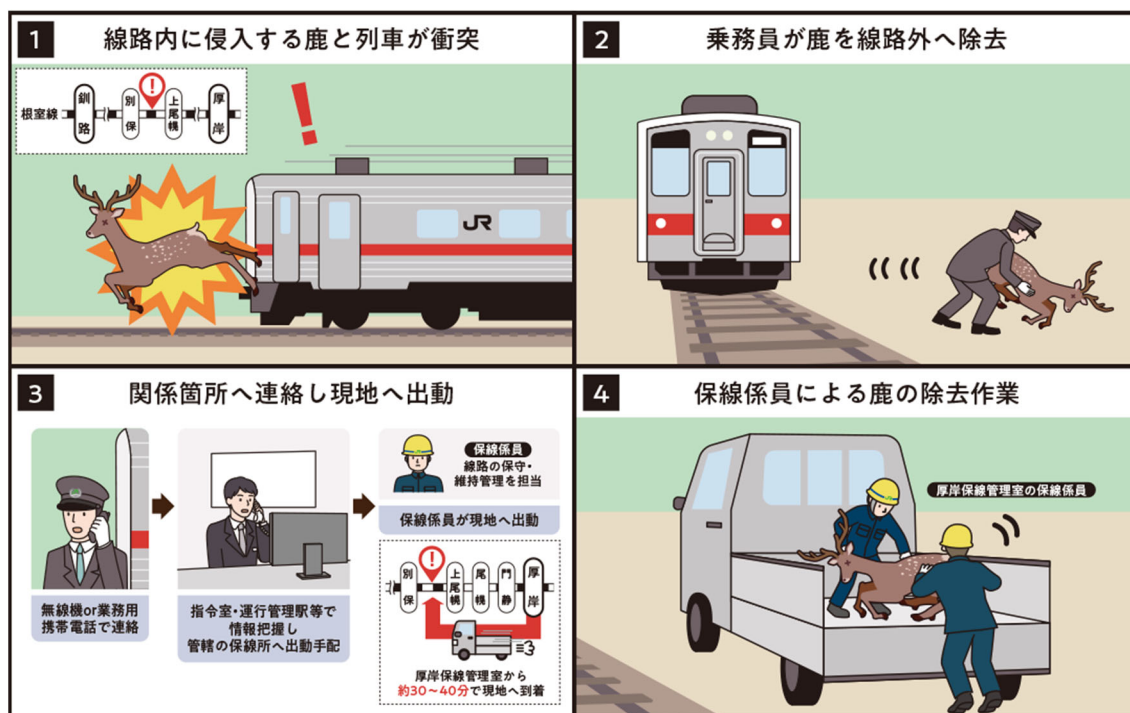 1 線路内に侵入する鹿と列車が衝突
根室線
釧路
別保
!
上尾幌
厚岸
!
JR
2 乗務員が鹿を線路外へ除去
3 関係箇所へ連絡し現地へ出動
無線機or業務用
携帯電話で連絡
指令室・運行管理駅等で
情報把握し
管轄の保線所へ出動手配
保線係員
線路の保守・
維持管理を担当
保線係員が現地へ出動
別保
!
上尾幌
尾幌
門静
厚岸
厚岸保線管理室から
約30~40分で現地へ到着
4 保線係員による鹿の除去作業
厚岸保線管理室の保線係員